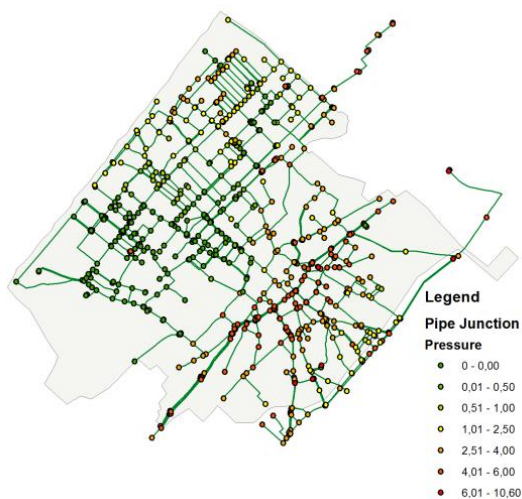 Legend
Pipe Junction
Pressure
0 - 0,00
0,01 - 0,50
0,51 - 1,00
1,01 - 2,50
2,51 - 4,00
4,01 - 6,00
6,01 - 10,60